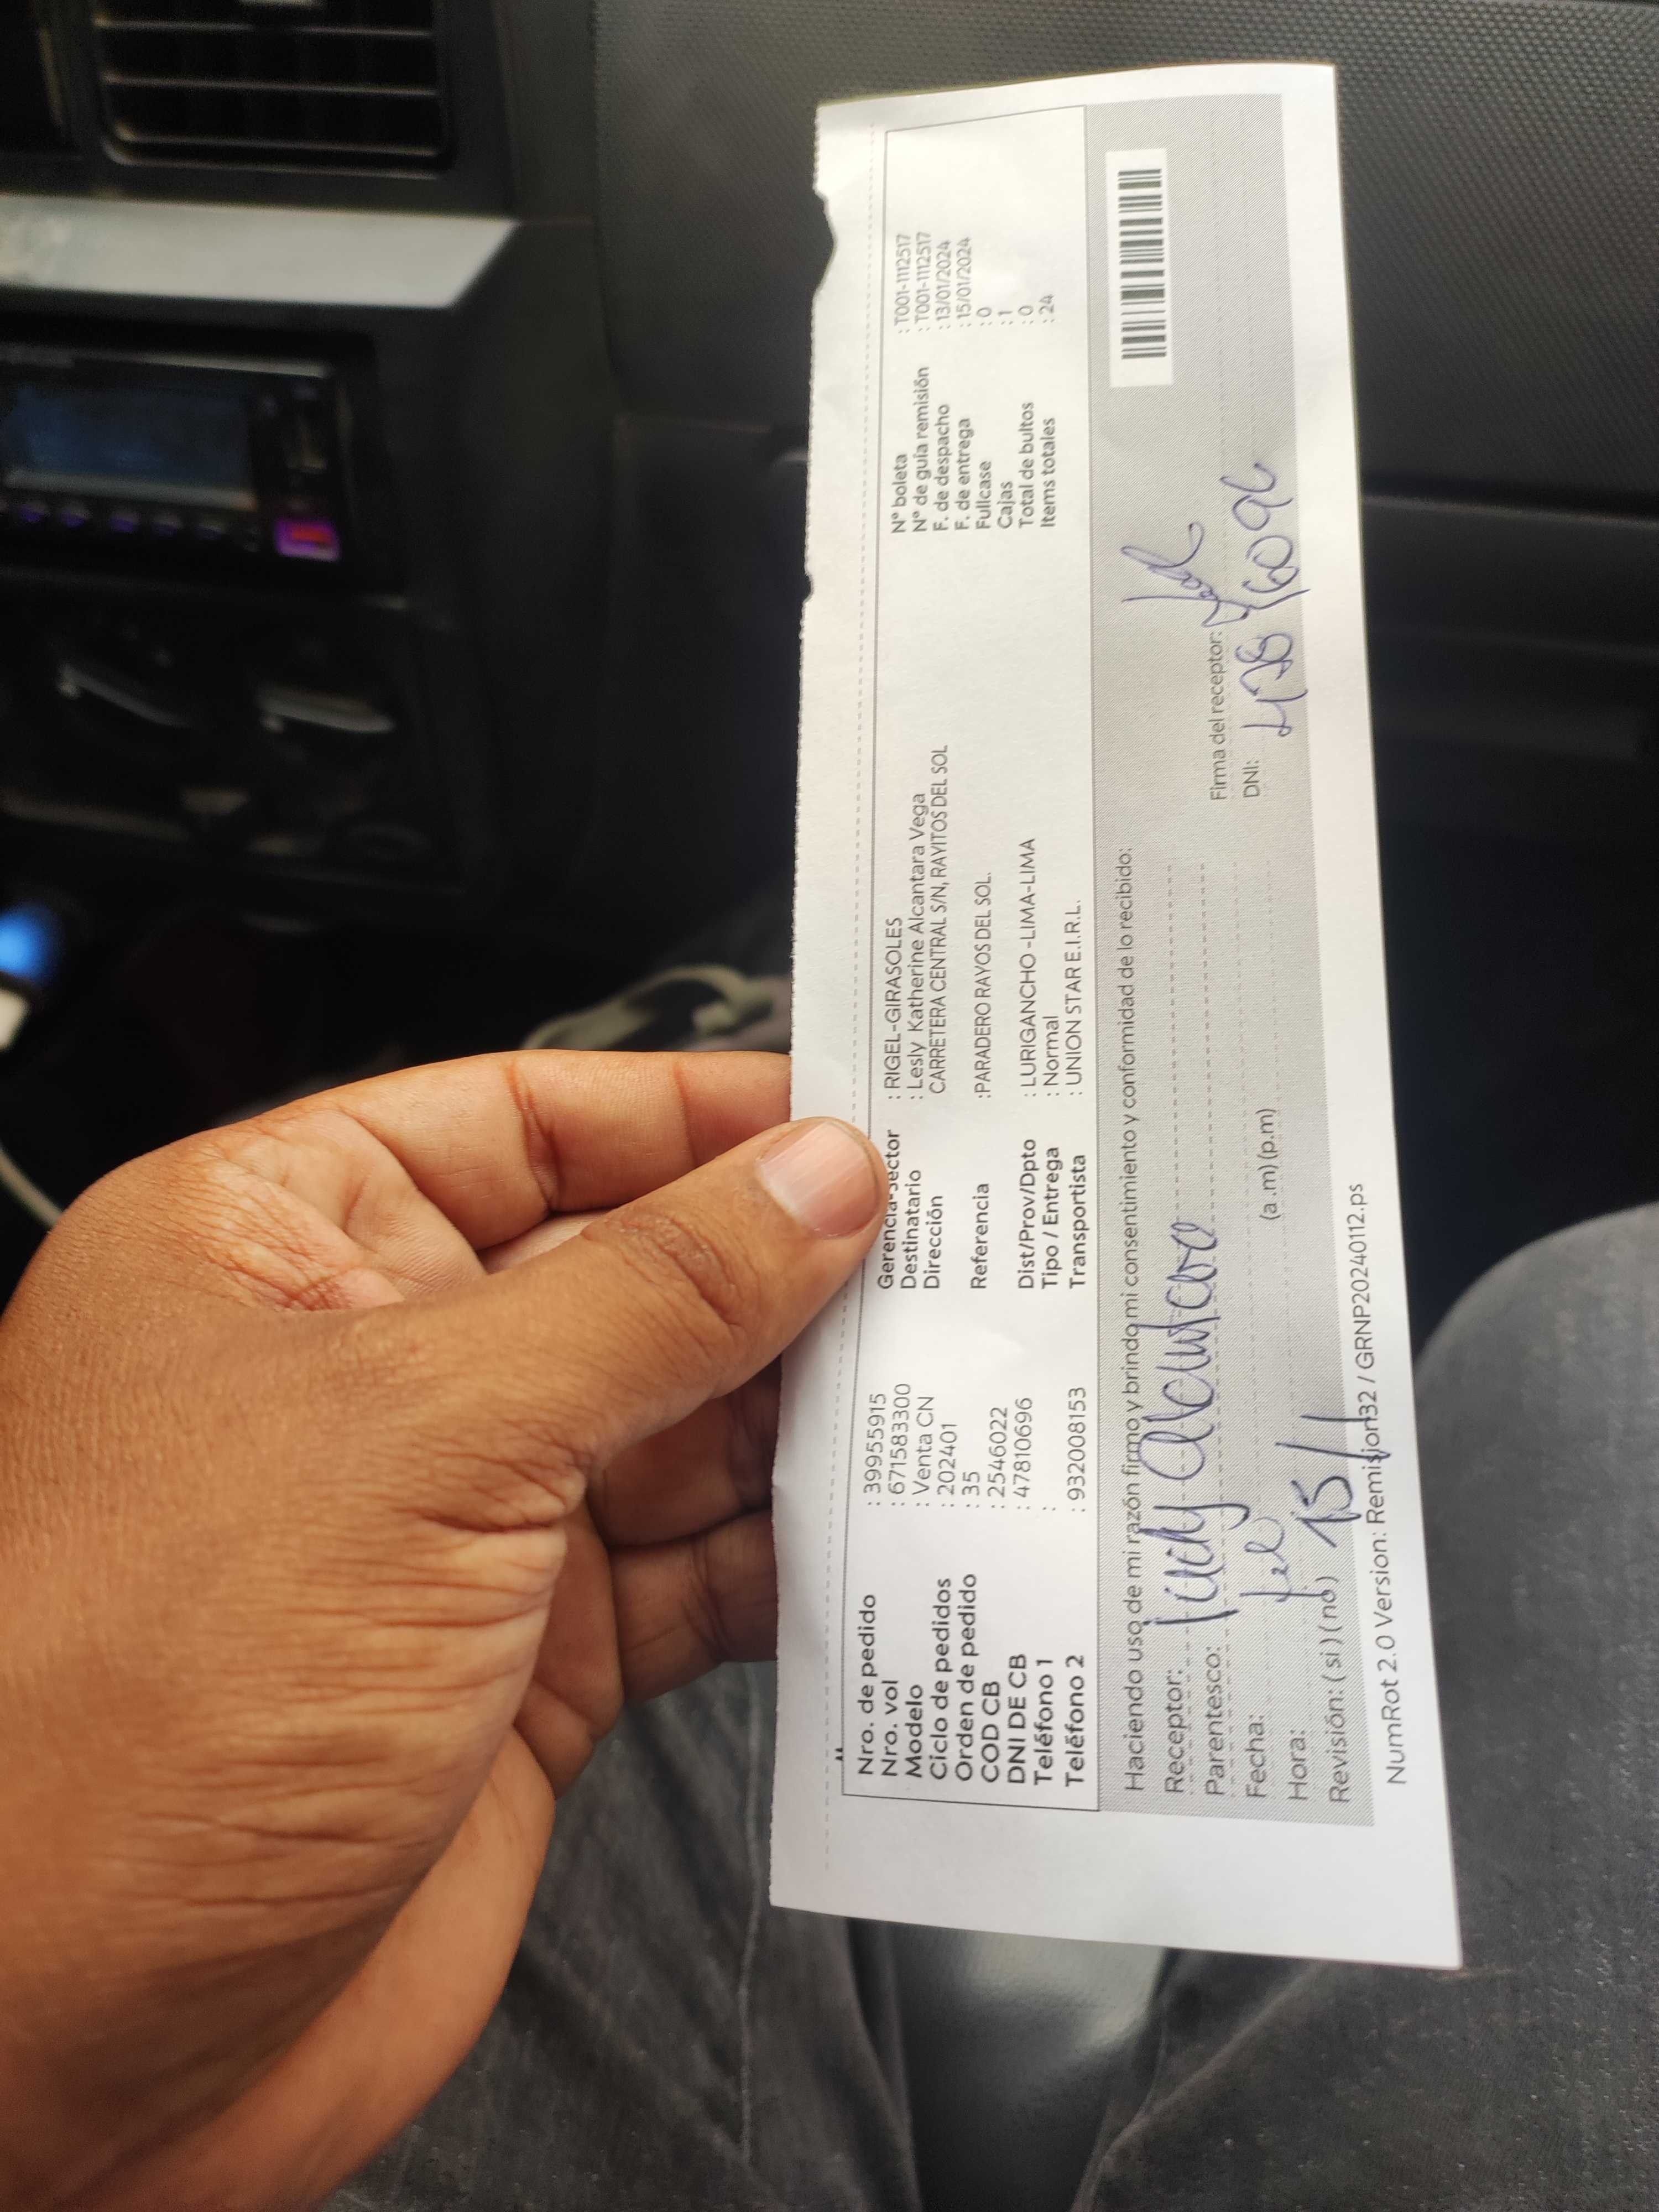 Nro. de pedido : 39955915
Nro. vol : 671583300
Modelo : Venta CN
Ciclo de pedidos : 202401
Orden de pedido : 35
COD CB : 2546022
DNI DE CB : 47810696
Teléfono 1 :
Teléfono 2 : 932008153
Gerencia-Sector : RIGEL-GIRASOLES
Destinatario : Lesly Katherine Alcantara Vega
Dirección CARRETERA CENTRAL S/N, RAYITOS DEL SOL
Referencia :PARADERO RAYOS DEL SOL.
Dist/Prov/Dpto : LURIGANCHO -LIMA-LIMA
Tipo / Entrega : Normal
Transportista : UNION STAR E.I.R.L.
N° boleta : T001-1112517
N° de guía remisión : T001-1112517
F. de despacho : 13/01/2024
F. de entrega : 15/01/2024
Fullcase : 0
Cajas : 1
Total de bultos : 0
Items totales : 24
Haciendo uso de mi razón firmo y brindo mi consentimiento y conformidad de lo recibido:
Receptor:
Parentesco:
Fecha:
Hora: 15/ (a.m) (p.m)
Revisión: (si) (no)
Firma del receptor:
DNI:
NumRot 2.0 Version: Remision32 / GRNP20240112.ps